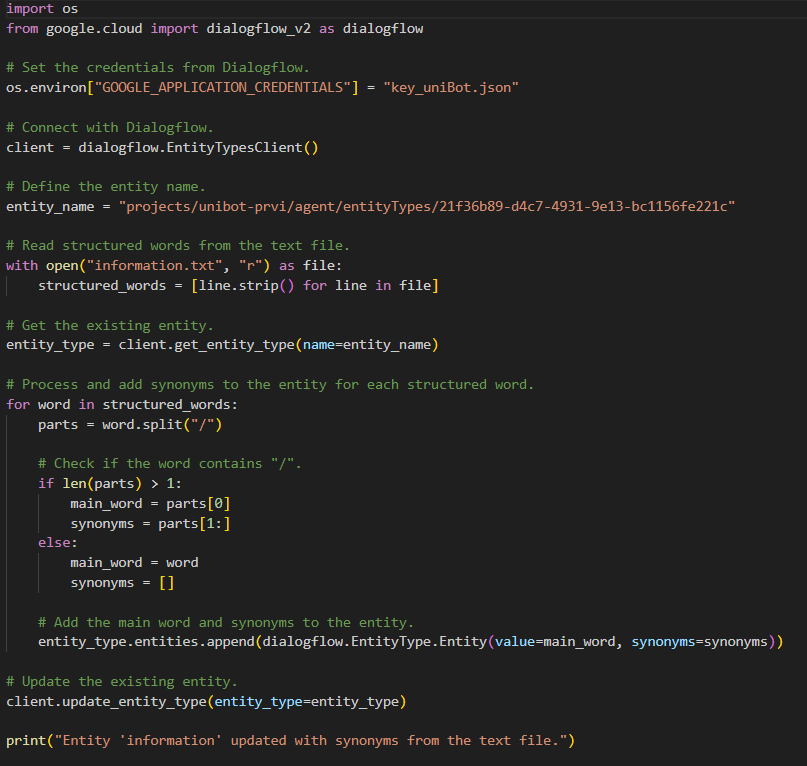 import os
from google.cloud import dialogflow_v2 as dialogflow
# Set the credentials from Dialogflow.
os.environ["GOOGLE_APPLICATION_CREDENTIALS"] = "key_uniBot.json"
# Connect with Dialogflow.
client = dialogflow.EntityTypesClient()
# Define the entity name.
entity_name = "projects/unibot-prvi/agent/entityTypes/21f36b89-d4c7-4931-9e13-bc1156fe221c"
# Read structured words from the text file.
with open("information.txt", "r") as file:
    structured_words = [line.strip() for line in file]
# Get the existing entity.
entity_type = client.get_entity_type(name=entity_name)
# Process and add synonyms to the entity for each structured word.
for word in structured_words:
    parts = word.split("/")
    # Check if the word contains "/".
    if len(parts) > 1:
        main_word = parts[0]
        synonyms = parts[1:]
    else:
        main_word = word
        synonyms = []
    # Add the main word and synonyms to the entity.
    entity_type.entities.append(dialogflow.EntityType.Entity(value=main_word, synonyms=synonyms))
# Update the existing entity.
client.update_entity_type(entity_type=entity_type)
print("Entity 'information' updated with synonyms from the text file.")